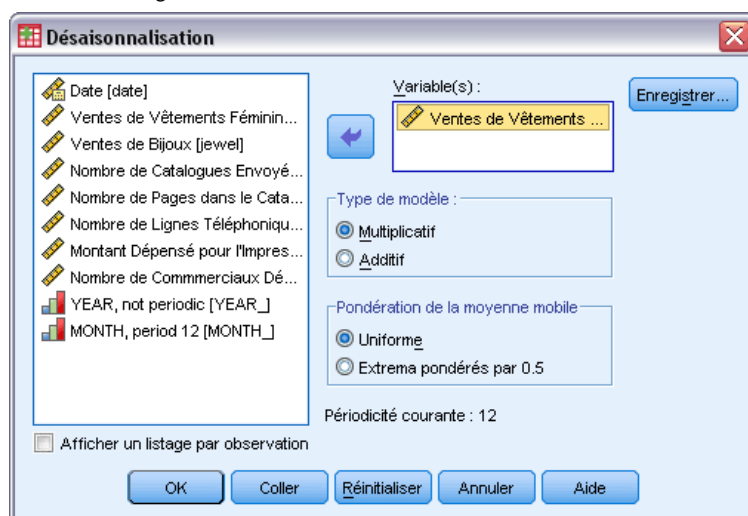 Désaisonnalisation
Date [date]
Ventes de Vêtements Féminin...
Ventes de Bijoux [jewel]
Nombre de Catalogues Envoyé...
Nombre de Pages dans le Cata...
Nombre de Lignes Téléphoniqu...
Montant Dépensé pour l'Impres...
Nombre de Commmerciaux Dé...
YEAR, not periodic [YEAR_]
MONTH, period 12 [MONTH_]
Afficher un listage par observation
Variable(s) :
Ventes de Vêtements ...
Enregistrer...
Type de modèle :
Multiplicatif
Additif
Pondération de la moyenne mobile
Uniforme
Extrema pondérés par 0.5
Périodicité courante : 12
OK
Coller
Réinitialiser
Annuler
Aide